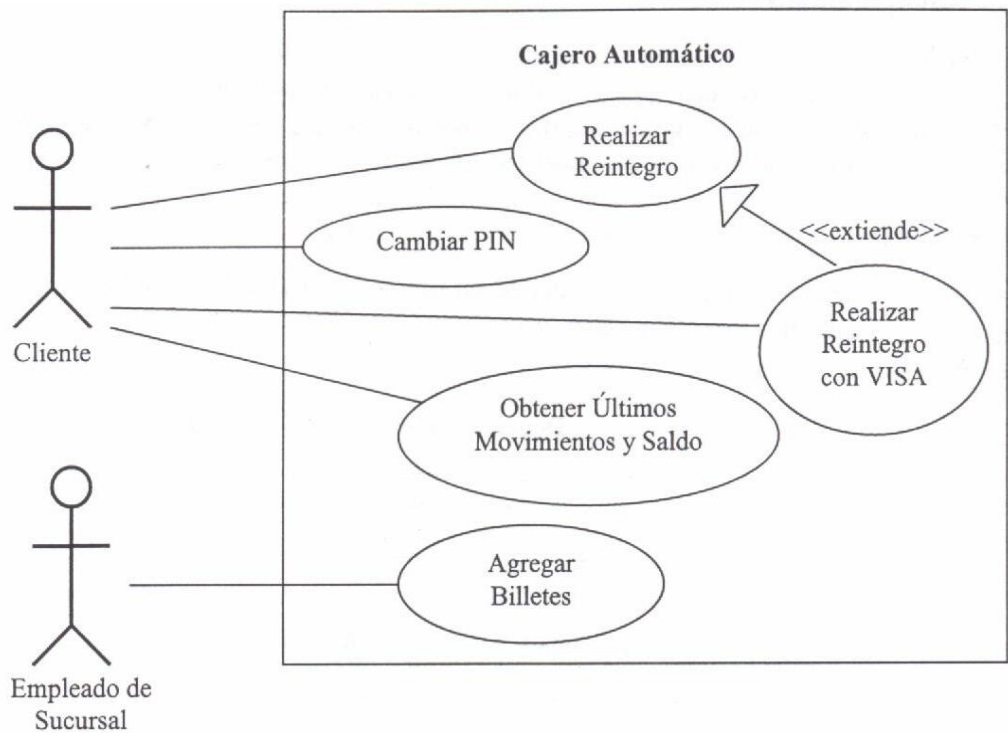 Cajero Automático
Realizar
Reintegro
Cambiar PIN
<<extiende>>
Realizar
Reintegro
con VISA
Cliente
Obtener Últimos
Movimientos y Saldo
Agregar
Billetes
Empleado de
Sucursal